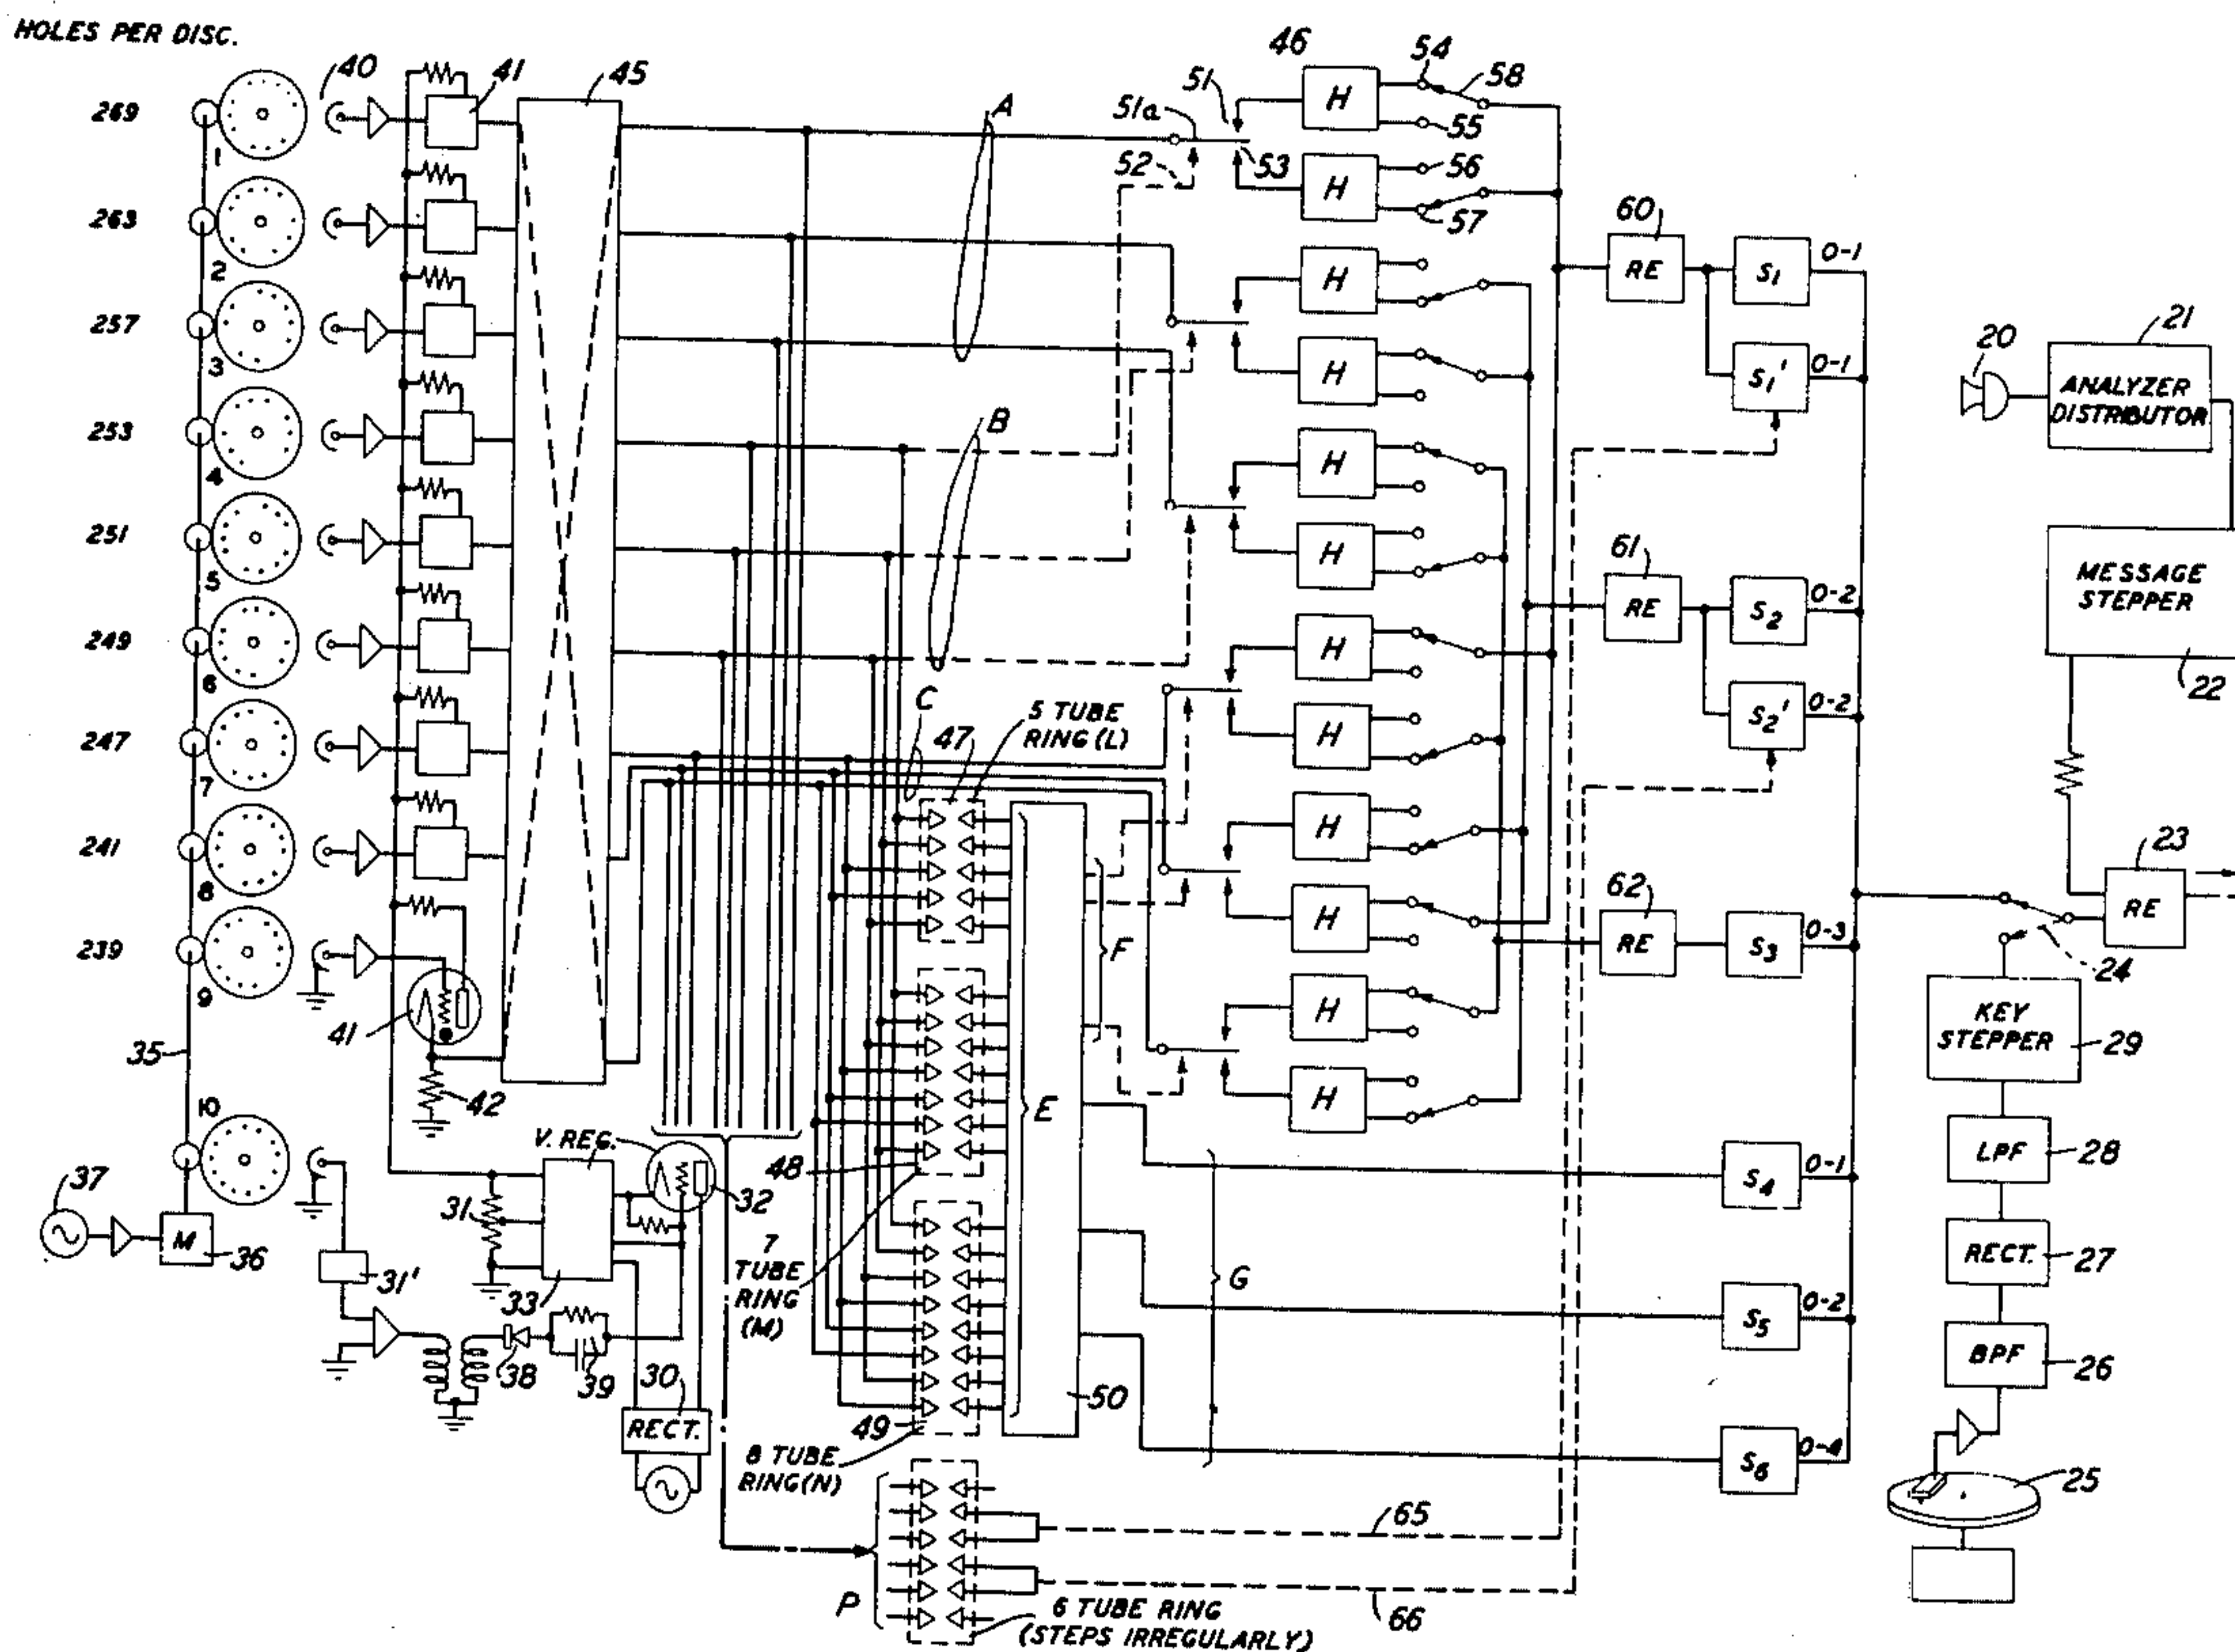 HOLES PER DISC.
269
263
257
253
251
249
247
241
239
1
2
3
4
5
6
7
8
9
10
40
41
45
A
B
C
46
51
51a
52
53
54
58
55
56
57
H
H
H
H
H
H
H
H
H
H
H
H
60
RE
S1
0-1
S1'
0-1
61
RE
S2
0-2
S2'
0-2
62
RE
S3
0-3
S4
0-1
S5
0-2
S6
0-4
20
21
ANALYZER
DISTRIBUTOR
MESSAGE
STEPPER
22
23
RE
24
KEY
STEPPER
29
LPF
28
RECT.
27
BPF
26
25
47
5 TUBE
RING (L)
E
F
G
48
7
TUBE
RING
(M)
49
8 TUBE
RING (N)
50
P
6 TUBE RING
(STEPS IRREGULARLY)
65
66
35
41
42
V. REG.
32
31
33
37
M
36
31'
38
39
30
RECT.